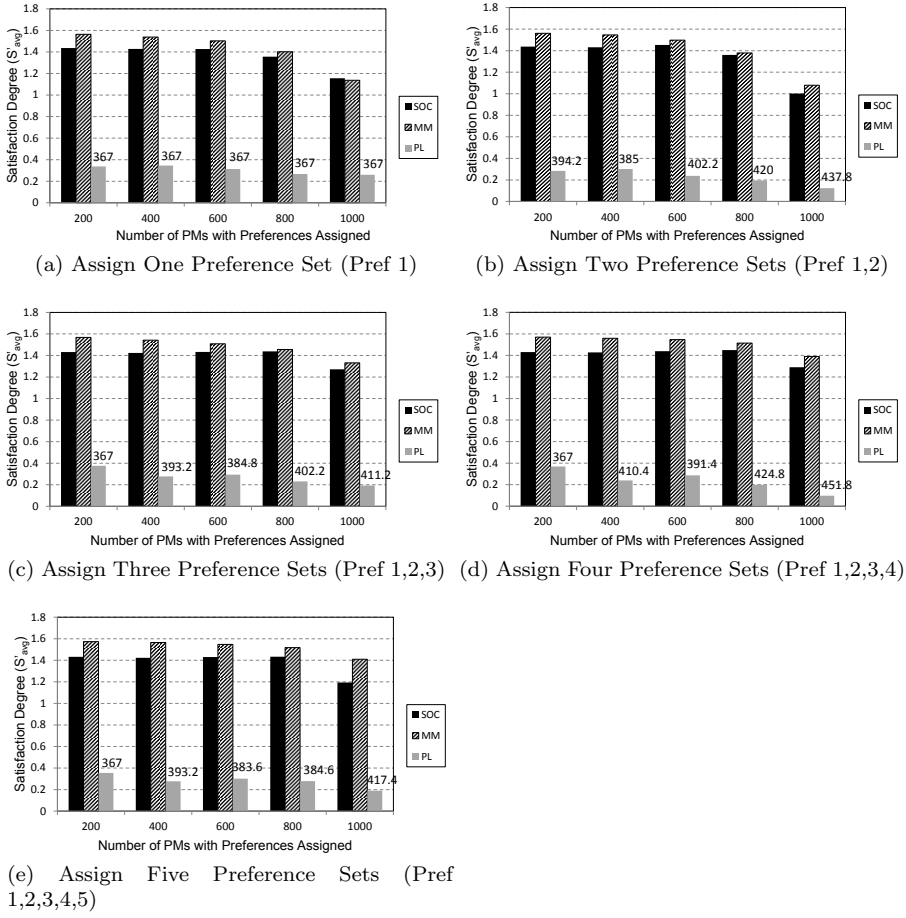 1.8
1.6
1.4
1.2
1
0.8
0.6
0.4
0.2
0
Satisfaction Degree (S'avg)
367 367 367 367 367
200 400 600 800 1000
Number of PMs with Preferences Assigned
SOC
MM
PL
(a) Assign One Preference Set (Pref 1)
1.8
1.6
1.4
1.2
1
0.8
0.6
0.4
0.2
0
Satisfaction Degree (S'avg)
394.2 385 402.2 420 437.8
200 400 600 800 1000
Number of PMs with Preferences Assigned
SOC
MM
PL
(b) Assign Two Preference Sets (Pref 1,2)
1.8
1.6
1.4
1.2
1
0.8
0.6
0.4
0.2
0
Satisfaction Degree (S'avg)
367 393.2 384.8 402.2 411.2
200 400 600 800 1000
Number of PMs with Preferences Assigned
SOC
MM
PL
(c) Assign Three Preference Sets (Pref 1,2,3)
1.8
1.6
1.4
1.2
1
0.8
0.6
0.4
0.2
0
Satisfaction Degree (S'avg)
367 410.4 391.4 424.8 451.8
200 400 600 800 1000
Number of PMs with Preferences Assigned
SOC
MM
PL
(d) Assign Four Preference Sets (Pref 1,2,3,4)
1.8
1.6
1.4
1.2
1
0.8
0.6
0.4
0.2
0
Satisfaction Degree (S'avg)
367 393.2 383.6 384.6 417.4
200 400 600 800 1000
Number of PMs with Preferences Assigned
SOC
MM
PL
(e) Assign Five Preference Sets (Pref
1,2,3,4,5)